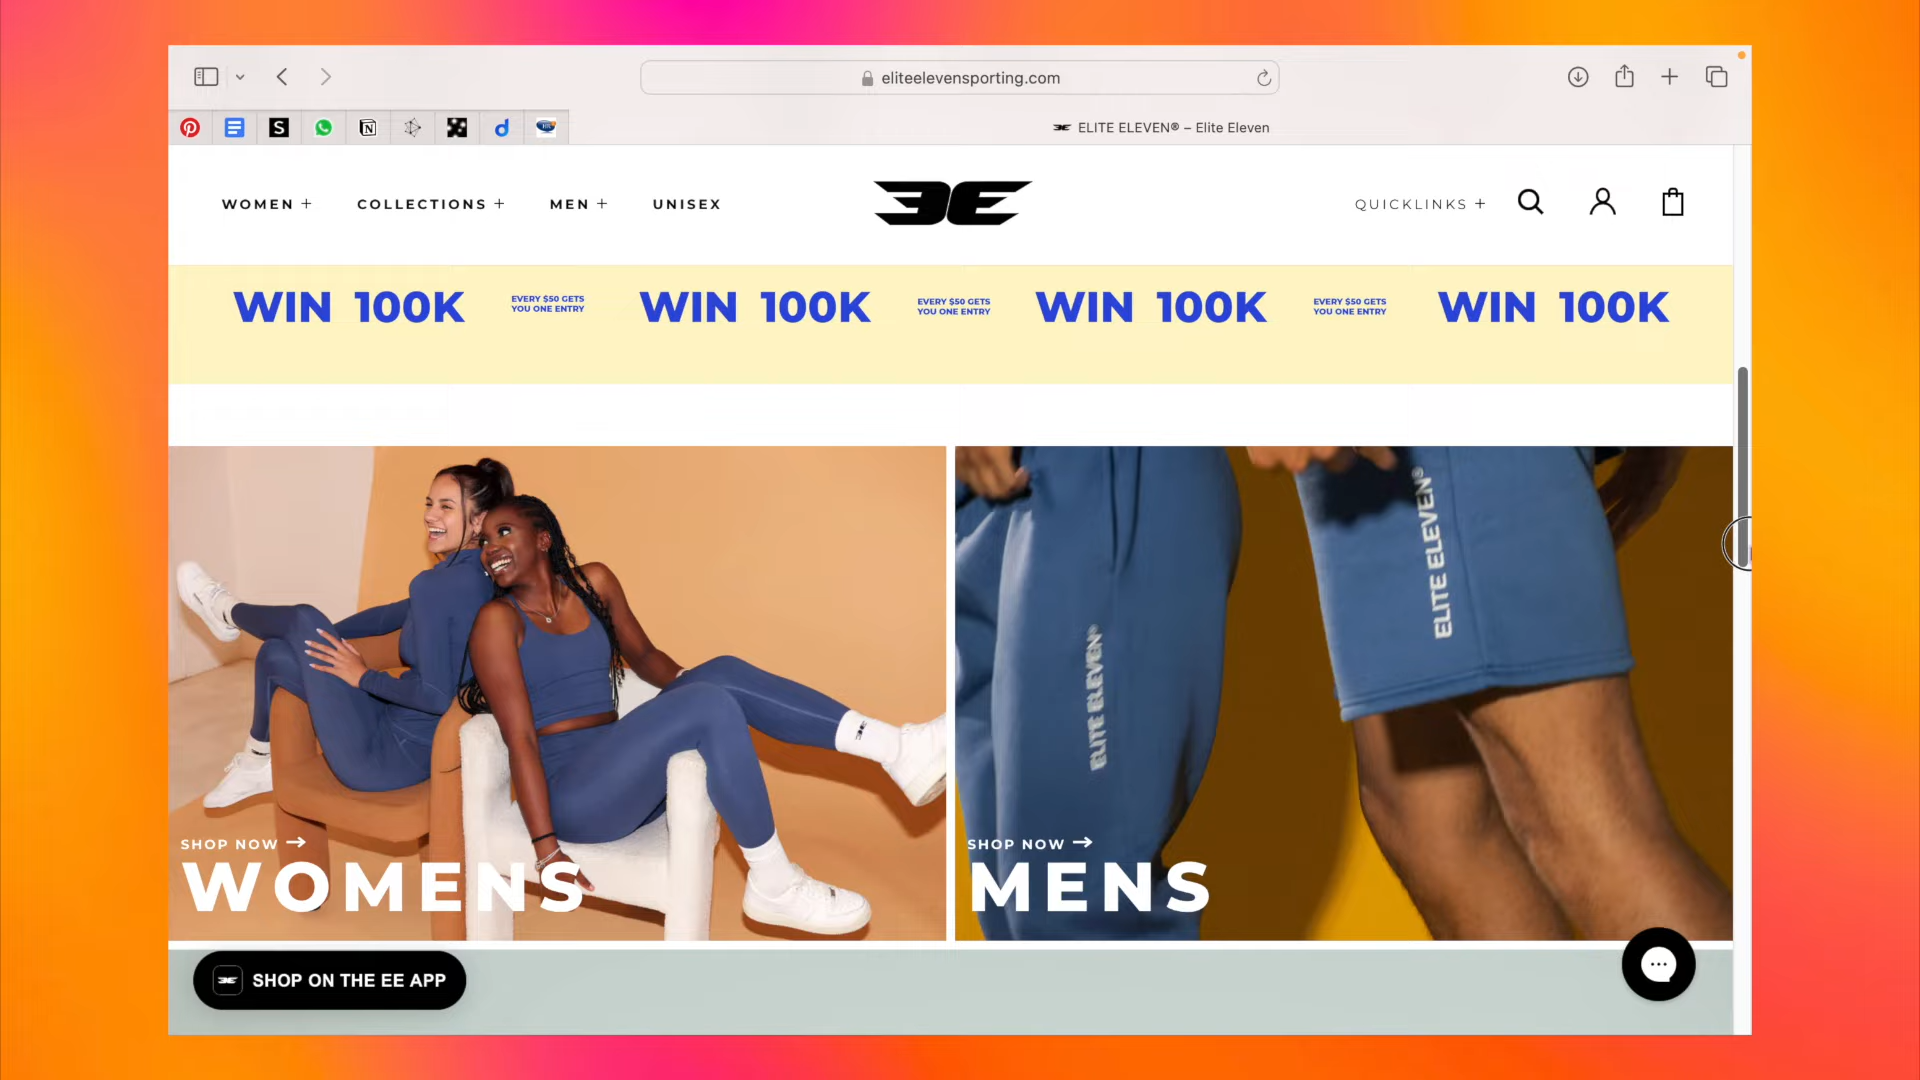 eliteelevensporting.com
ELITE ELEVEN® – Elite Eleven
WOMEN +
COLLECTIONS +
MEN +
UNISEX
QUICKLINKS +
WIN 100K
EVERY $50 GETS
YOU ONE ENTRY
WIN 100K
EVERY $50 GETS
YOU ONE ENTRY
WIN 100K
EVERY $50 GETS
YOU ONE ENTRY
WIN 100K
ELITE ELEVEN®
ELITE ELEVEN®
SHOP NOW →
WOMENS
SHOP NOW →
MENS
SHOP ON THE EE APP